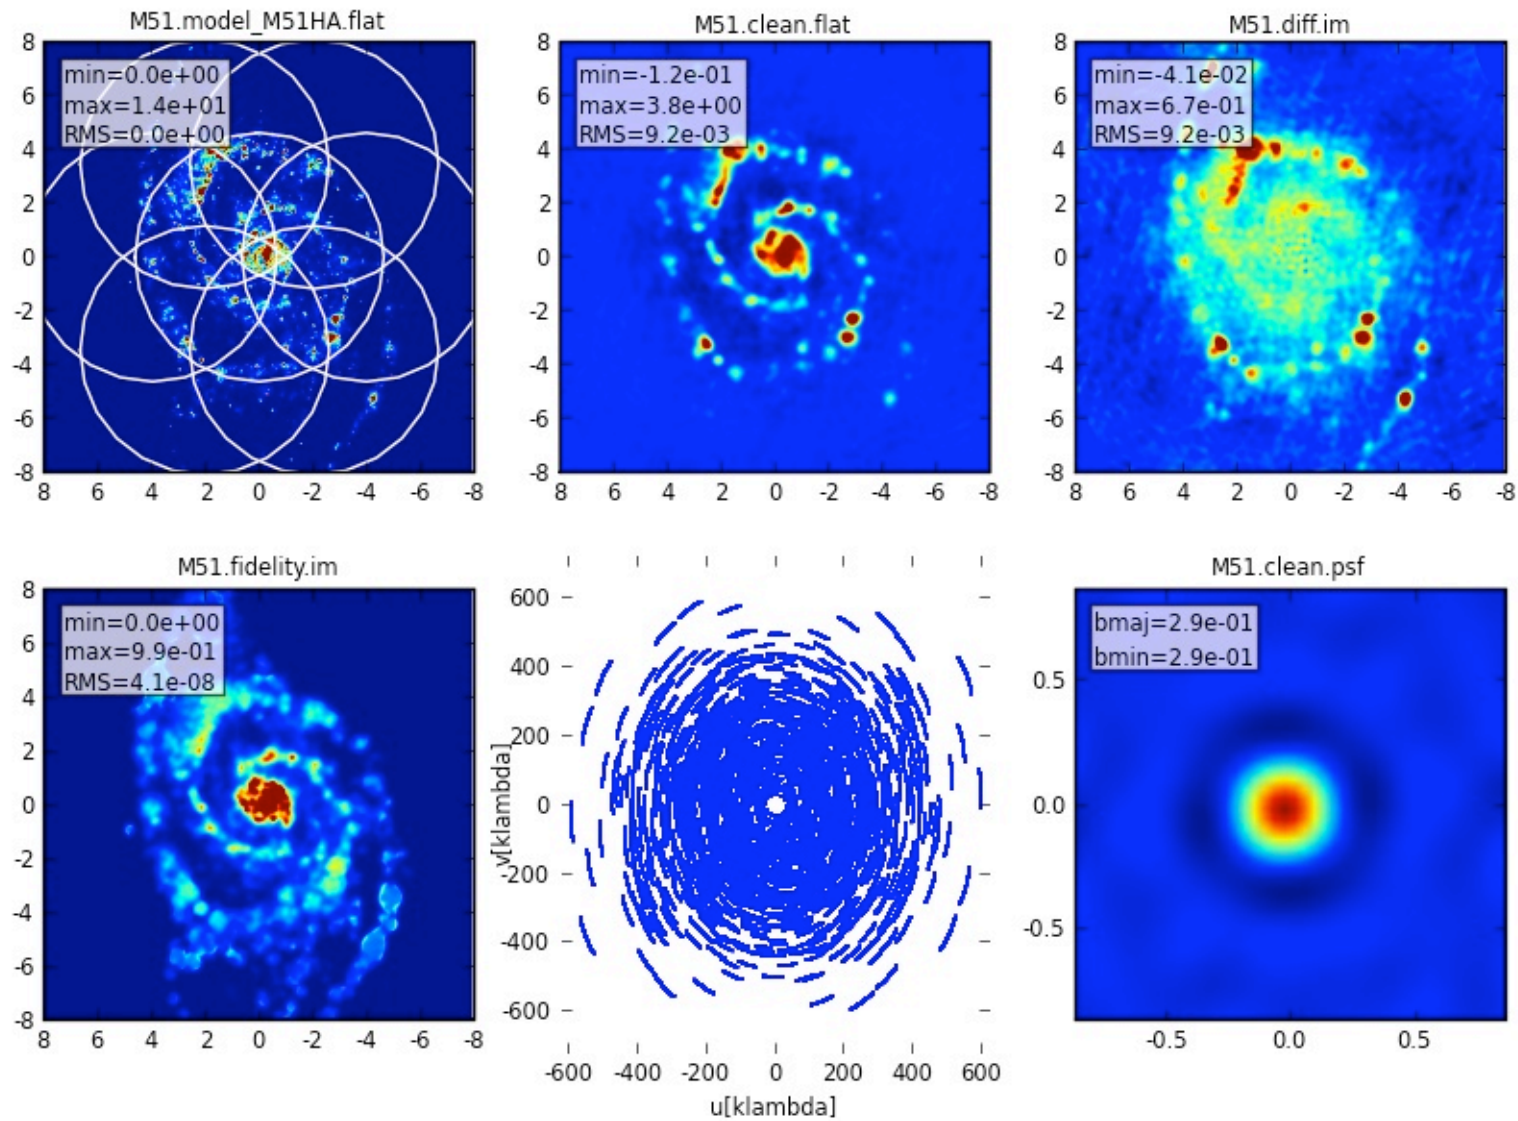 M51.model_M51HA.flat
min=0.0e+00
max=1.4e+01
RMS=0.0e+00
8
6
4
2
0
-2
-4
-6
-8
8 6 4 2 0 -2 -4 -6 -8
M51.clean.flat
min=-1.2e-01
max=3.8e+00
RMS=9.2e-03
8
6
4
2
0
-2
-4
-6
-8
8 6 4 2 0 -2 -4 -6 -8
M51.diff.im
min=-4.1e-02
max=6.7e-01
RMS=9.2e-03
8
6
4
2
0
-2
-4
-6
-8
8 6 4 2 0 -2 -4 -6 -8
M51.fidelity.im
min=0.0e+00
max=9.9e-01
RMS=4.1e-08
8
6
4
2
0
-2
-4
-6
-8
8 6 4 2 0 -2 -4 -6 -8
v[klambda]
600
400
200
0
-200
-400
-600
-600 -400 -200 0 200 400 600
u[klambda]
M51.clean.psf
bmaj=2.9e-01
bmin=2.9e-01
0.5
0.0
-0.5
-0.5 0.0 0.5